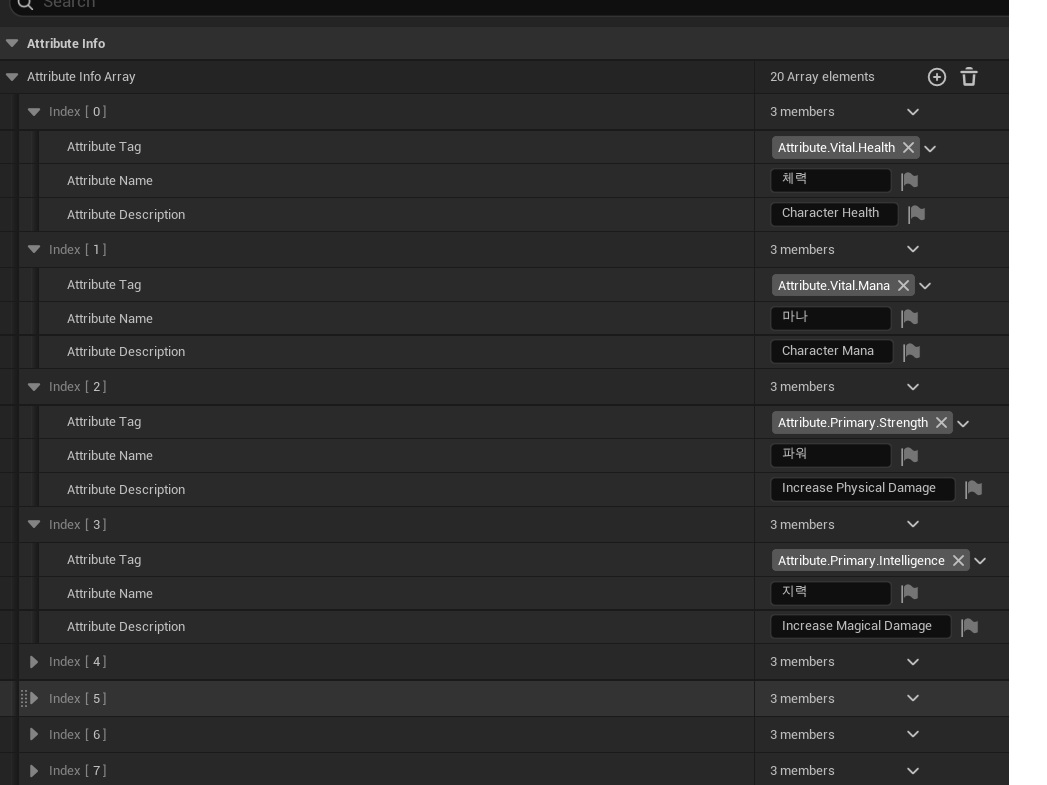 Search
Attribute Info
Attribute Info Array 20 Array elements
Index [ 0 ] 3 members
Attribute Tag Attribute.Vital.Health
Attribute Name 체력
Attribute Description Character Health
Index [ 1 ] 3 members
Attribute Tag Attribute.Vital.Mana
Attribute Name 마나
Attribute Description Character Mana
Index [ 2 ] 3 members
Attribute Tag Attribute.Primary.Strength
Attribute Name 파워
Attribute Description Increase Physical Damage
Index [ 3 ] 3 members
Attribute Tag Attribute.Primary.Intelligence
Attribute Name 지력
Attribute Description Increase Magical Damage
Index [ 4 ] 3 members
Index [ 5 ] 3 members
Index [ 6 ] 3 members
Index [ 7 ] 3 members